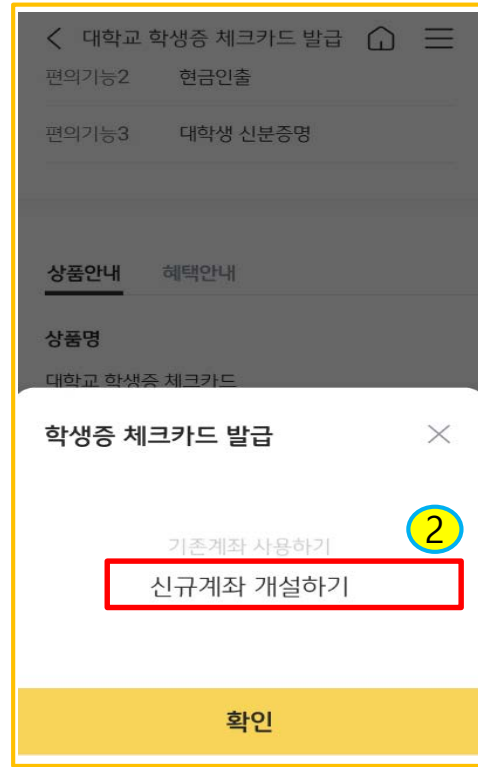 대학교 학생증 체크카드 발급
편의기능2 현금인출
편의기능3 대학생 신분증명
상품안내 혜택안내
상품명
대학교 학생증 체크카드
학생증 체크카드 발급
2
기존계좌 사용하기
신규계좌 개설하기
확인